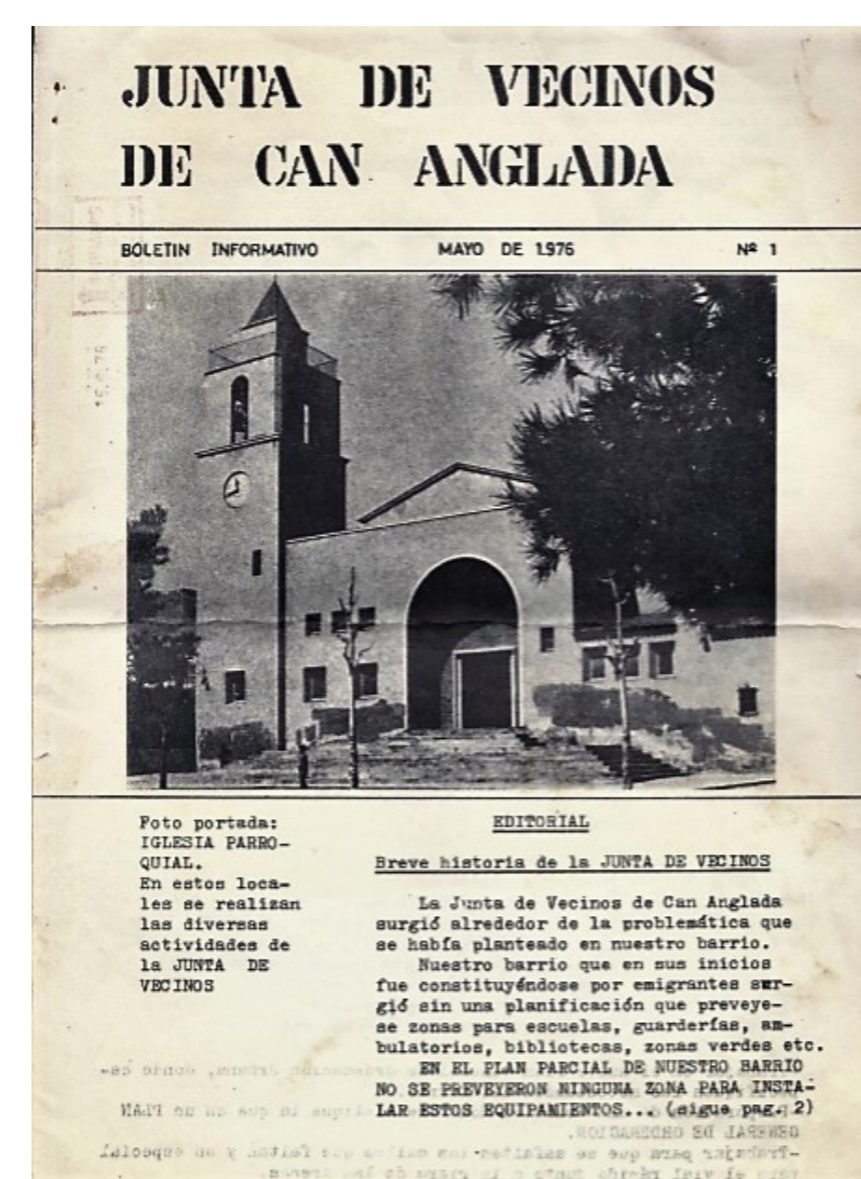 JUNTA DE VECINOS
DE CAN ANGLADA
BOLETIN INFORMATIVO MAYO DE 1.976 Nº 1
Foto portada:
IGLESIA PARRO-
QUIAL.
En estos loca-
les se realizan
las diversas
actividades de
la JUNTA DE
VECINOS
EDITORIAL
Breve historia de la JUNTA DE VECINOS
La Junta de Vecinos de Can Anglada
surgió alrededor de la problemática que
se había planteado en nuestro barrio.
Nuestro barrio que en sus inicios
fue constituyéndose por emigrantes sur-
gió sin una planificación que preveye-
se zonas para escuelas, guarderías, am-
bulatorios, bibliotecas, zonas verdes etc.
EN EL PLAN PARCIAL DE NUESTRO BARRIO
NO SE PREVEYERON NINGUNA ZONA PARA INSTA-
LAR ESTOS EQUIPAMIENTOS... (sigue pag. 2)